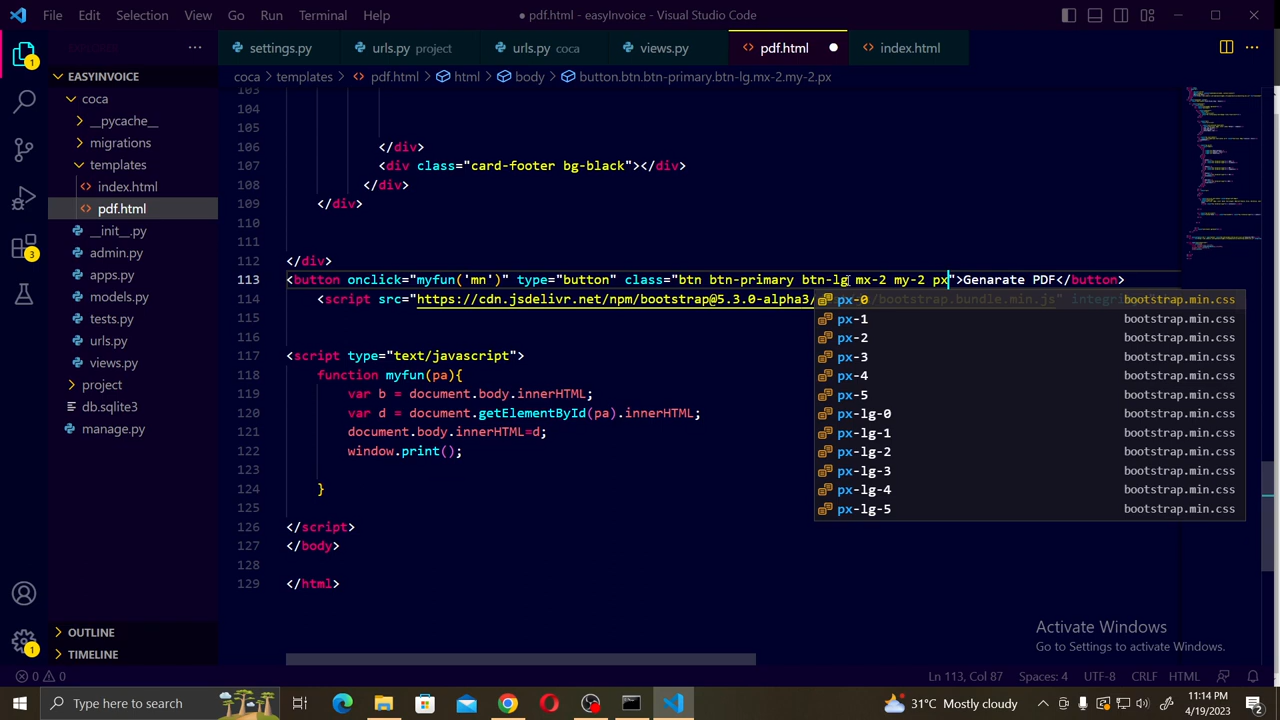 File Edit Selection View Go Run Terminal Help
● pdf.html - easyInvoice - Visual Studio Code
settings.py urls.py project urls.py coca views.py pdf.html index.html
coca > templates > pdf.html > html > body > button.btn.btn-primary.btn-lg.mx-2.my-2.px
EASYINVOICE
coca
__pycache__
migrations
templates
index.html
pdf.html
__init__.py
admin.py
apps.py
models.py
tests.py
urls.py
views.py
project
db.sqlite3
manage.py
OUTLINE
TIMELINE
103
104
105
106 </div>
107 <div class="card-footer bg-black"></div>
108 </div>
109 </div>
110
111
112 </div>
113 <button onclick="myfun('mn')" type="button" class="btn btn-primary btn-lg mx-2 my-2 px">Genarate PDF</button>
114 <script src="https://cdn.jsdelivr.net/npm/bootstrap@5.3.0-alpha3/ /bootstrap.bundle.min.js" integri
115
116
117 <script type="text/javascript">
118 function myfun(pa){
119 var b = document.body.innerHTML;
120 var d = document.getElementById(pa).innerHTML;
121 document.body.innerHTML=d;
122 window.print();
123
124 }
125
126 </script>
127 </body>
128
129 </html>
px-0 bootstrap.min.css
px-1 bootstrap.min.css
px-2 bootstrap.min.css
px-3 bootstrap.min.css
px-4 bootstrap.min.css
px-5 bootstrap.min.css
px-lg-0 bootstrap.min.css
px-lg-1 bootstrap.min.css
px-lg-2 bootstrap.min.css
px-lg-3 bootstrap.min.css
px-lg-4 bootstrap.min.css
px-lg-5 bootstrap.min.css
Activate Windows
Go to Settings to activate Windows.
0 0
Ln 113, Col 87 Spaces: 4 UTF-8 CRLF HTML
Type here to search
31°C Mostly cloudy
11:14 PM
4/19/2023
2
1
3
1